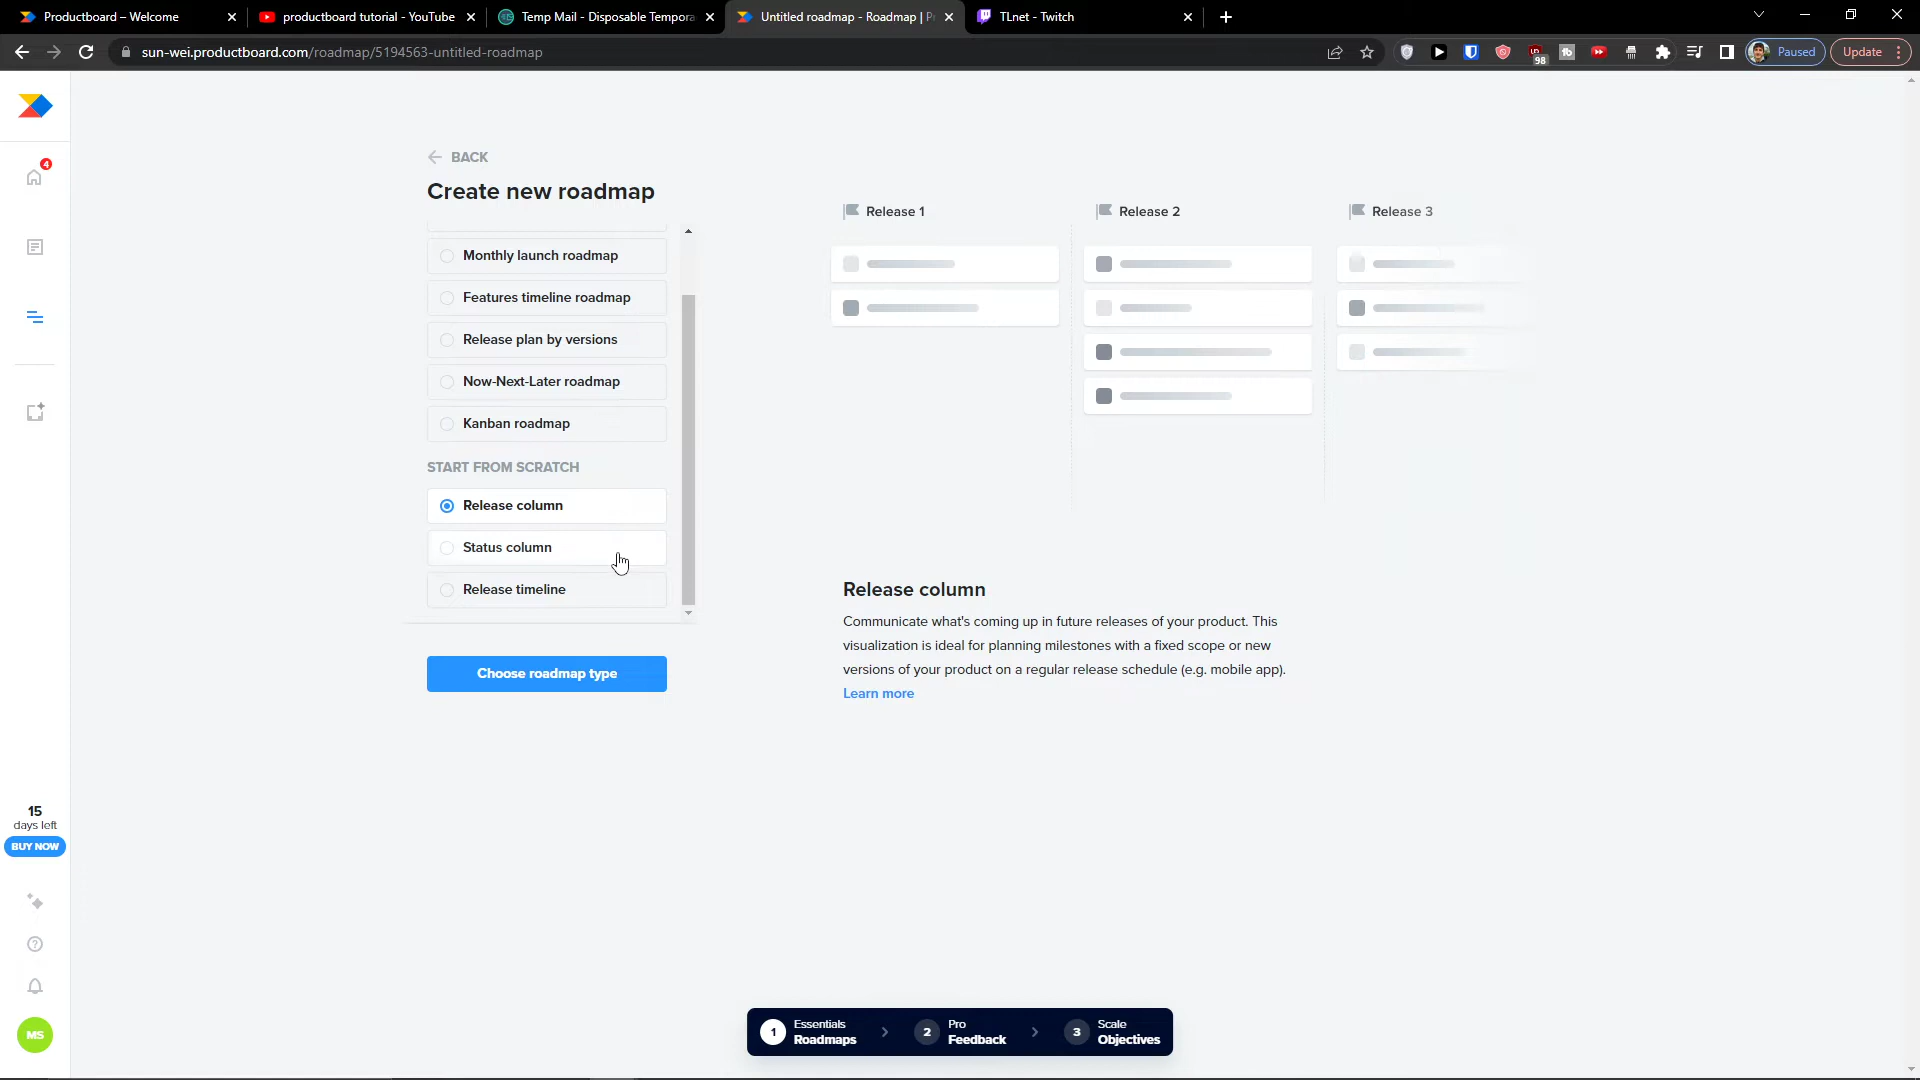 Productboard – Welcome
productboard tutorial - YouTube
Temp Mail - Disposable Tempora
Untitled roadmap - Roadmap | P
TLnet - Twitch
sun-wei.productboard.com/roadmap/5194563-untitled-roadmap
98
Paused
Update
4
BACK
Create new roadmap
Monthly launch roadmap
Features timeline roadmap
Release plan by versions
Now-Next-Later roadmap
Kanban roadmap
START FROM SCRATCH
Release column
Status column
Release timeline
Choose roadmap type
Release 1
Release 2
Release 3
Release column
Communicate what's coming up in future releases of your product. This
visualization is ideal for planning milestones with a fixed scope or new
versions of your product on a regular release schedule (e.g. mobile app).
Learn more
15
days left
BUY NOW
MS
1 Essentials Roadmaps
2 Pro Feedback
3 Scale Objectives